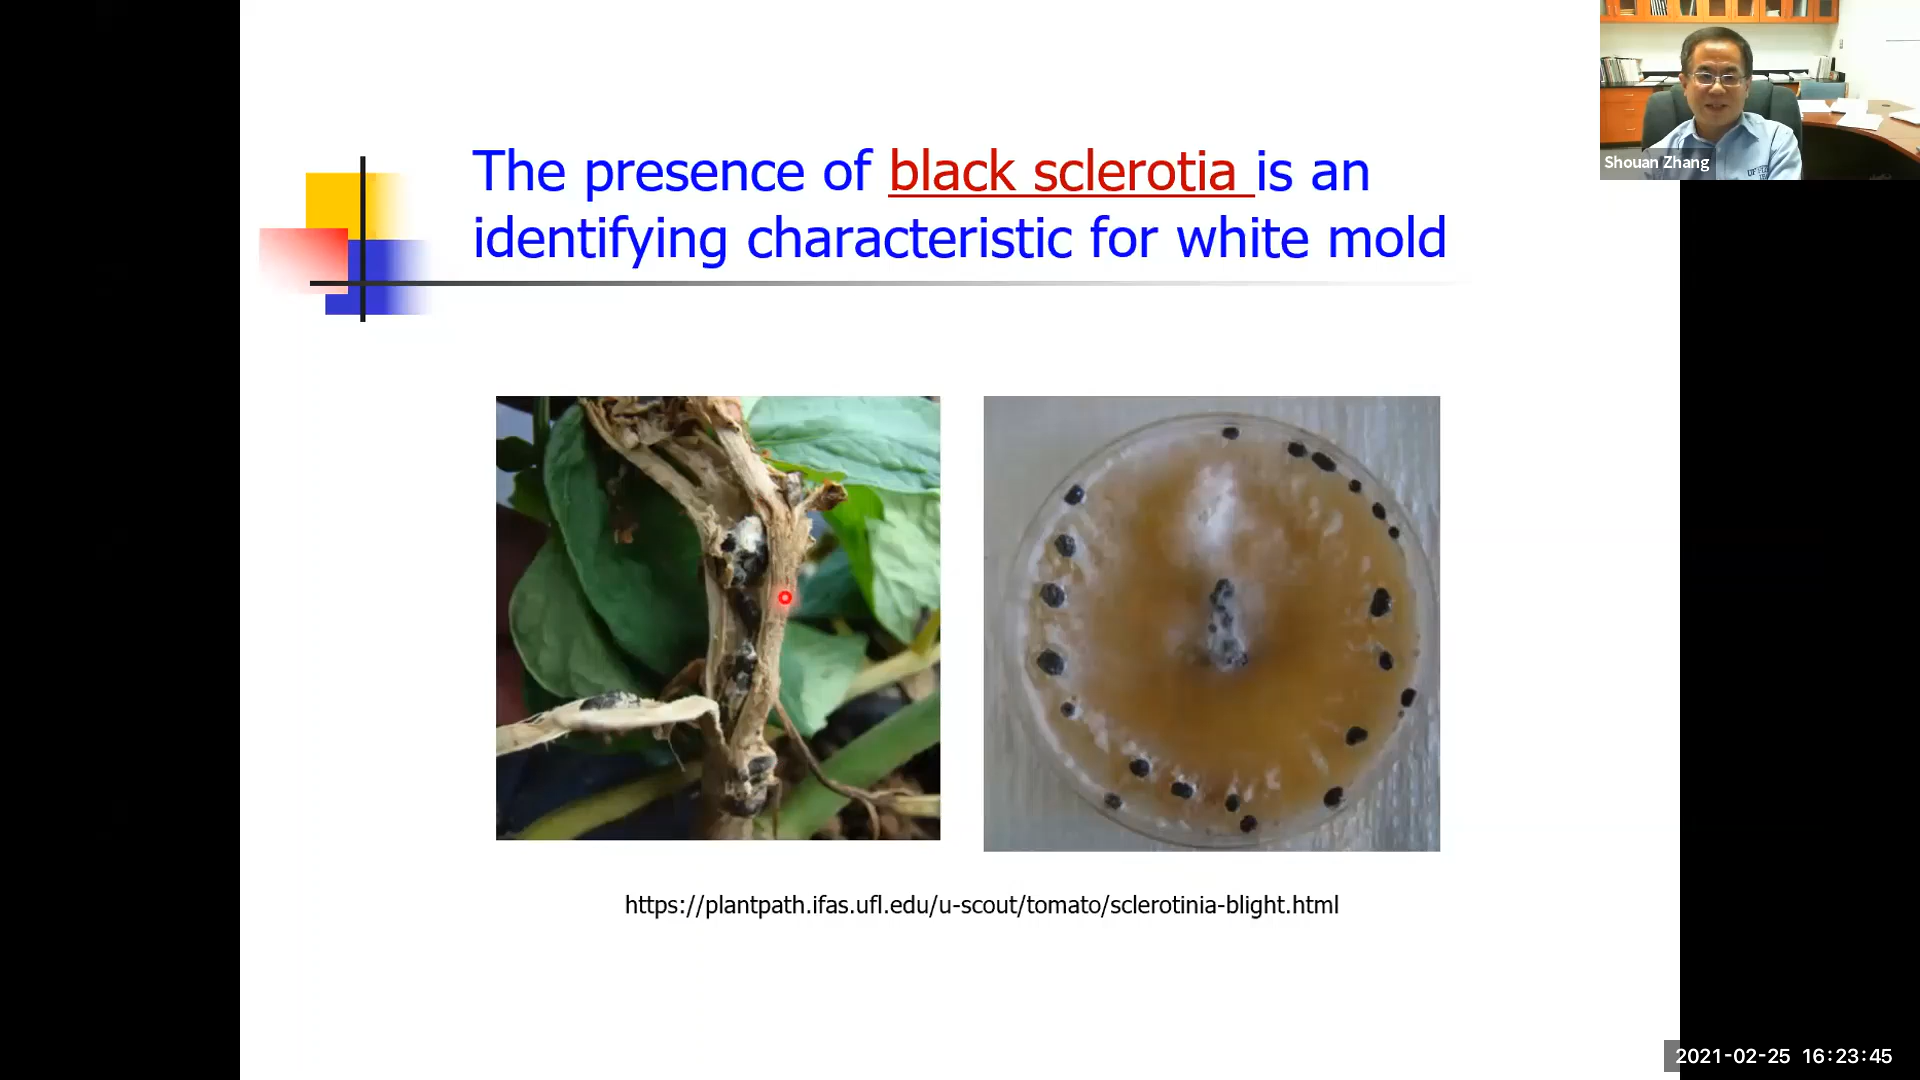 The presence of black sclerotia is an
identifying characteristic for white mold
Shouan Zhang
https://plantpath.ifas.ufl.edu/u-scout/tomato/sclerotinia-blight.html
2021-02-25 16:23:45